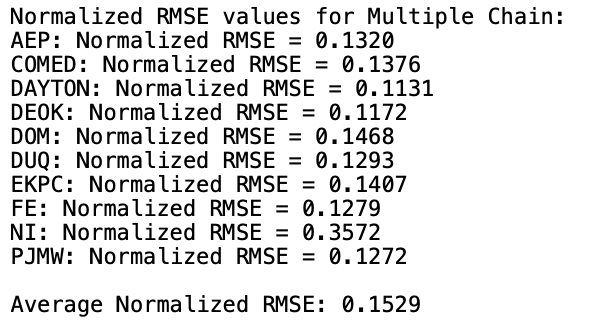 Normalized RMSE values for Multiple Chain:
AEP: Normalized RMSE = 0.1320
COMED: Normalized RMSE = 0.1376
DAYTON: Normalized RMSE = 0.1131
DEOK: Normalized RMSE = 0.1172
DOM: Normalized RMSE = 0.1468
DUQ: Normalized RMSE = 0.1293
EKPC: Normalized RMSE = 0.1407
FE: Normalized RMSE = 0.1279
NI: Normalized RMSE = 0.3572
PJMW: Normalized RMSE = 0.1272
Average Normalized RMSE: 0.1529